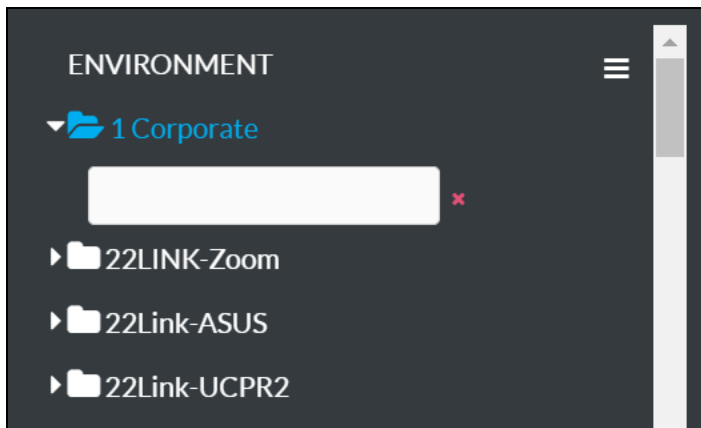 ENVIRONMENT
1 Corporate
22LINK-Zoom
22Link-ASUS
22Link-UCPR2